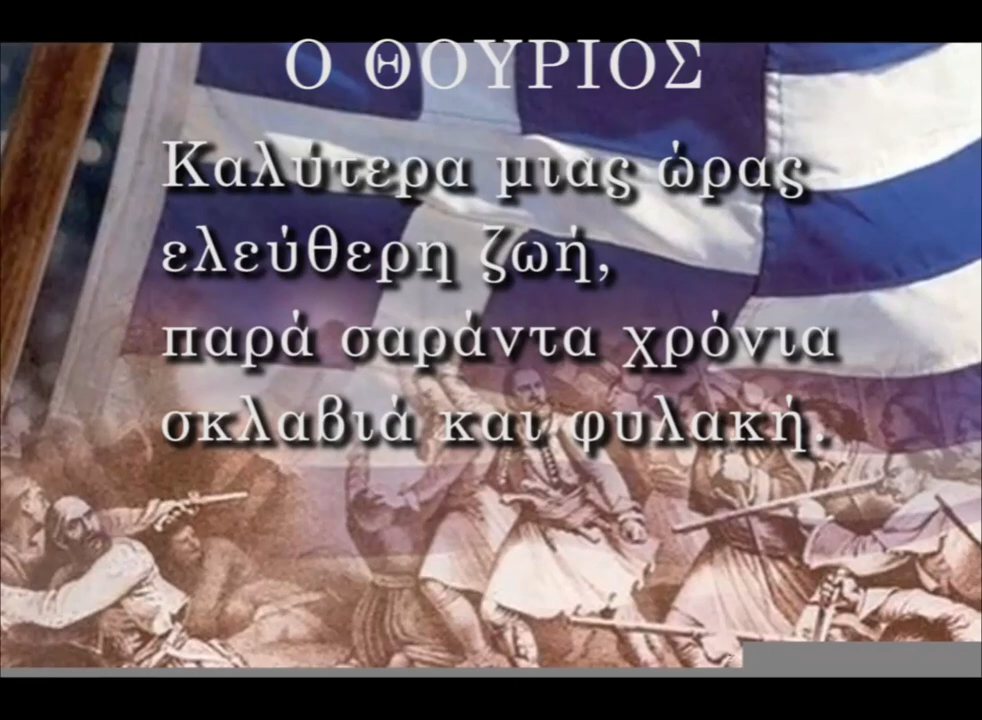 Ο ΘΟΥΡΙΟΣ
Καλύτερα μιας ώρας
ελεύθερη ζωή,
παρά σαράντα χρόνια
σκλαβιά και φυλακή.